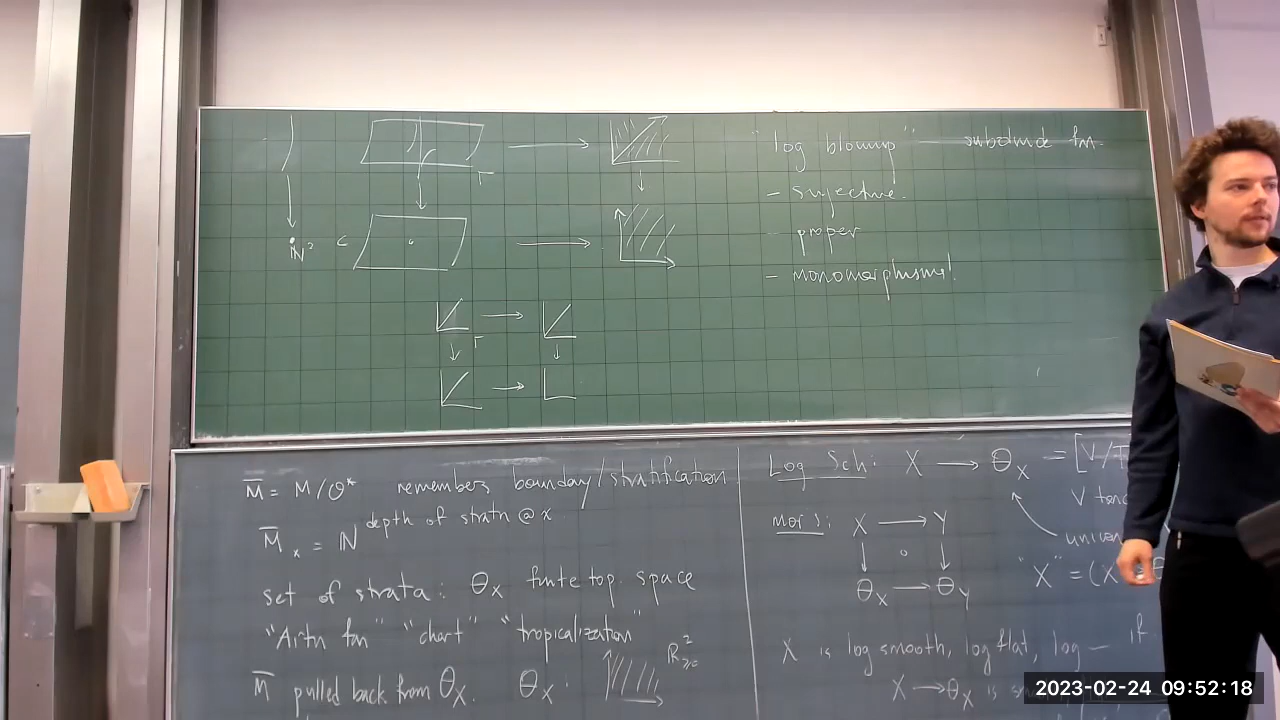 "log blowup" — subdivide fan
- surjective.
- proper
- monomorphism!
ℕ² <
M̄ = M/O* remembers boundary/stratification
M̄ₓ = ℕ^depth of stratn @ x
set of strata: Θ_X finite top. space
"Artin fan" "chart" "tropicalization"
M̄ pulled back from Θ_X. Θ_X: ℝ²≥0
Log Sch: X → Θ_X = [V/T
V
mor's: X → Y
Θ_X → Θ_Y
"X" = (X
X is log smooth, log flat, log — if
X → Θ_X is
2023-02-24 09:52:18